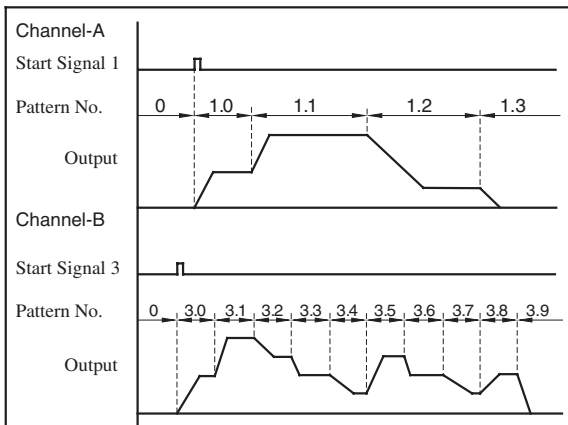 Channel-A
Start Signal 1
Pattern No. 0 1.0 1.1 1.2 1.3
Output
Channel-B
Start Signal 3
Pattern No. 0 3.0 3.1 3.2 3.3 3.4 3.5 3.6 3.7 3.8 3.9
Output